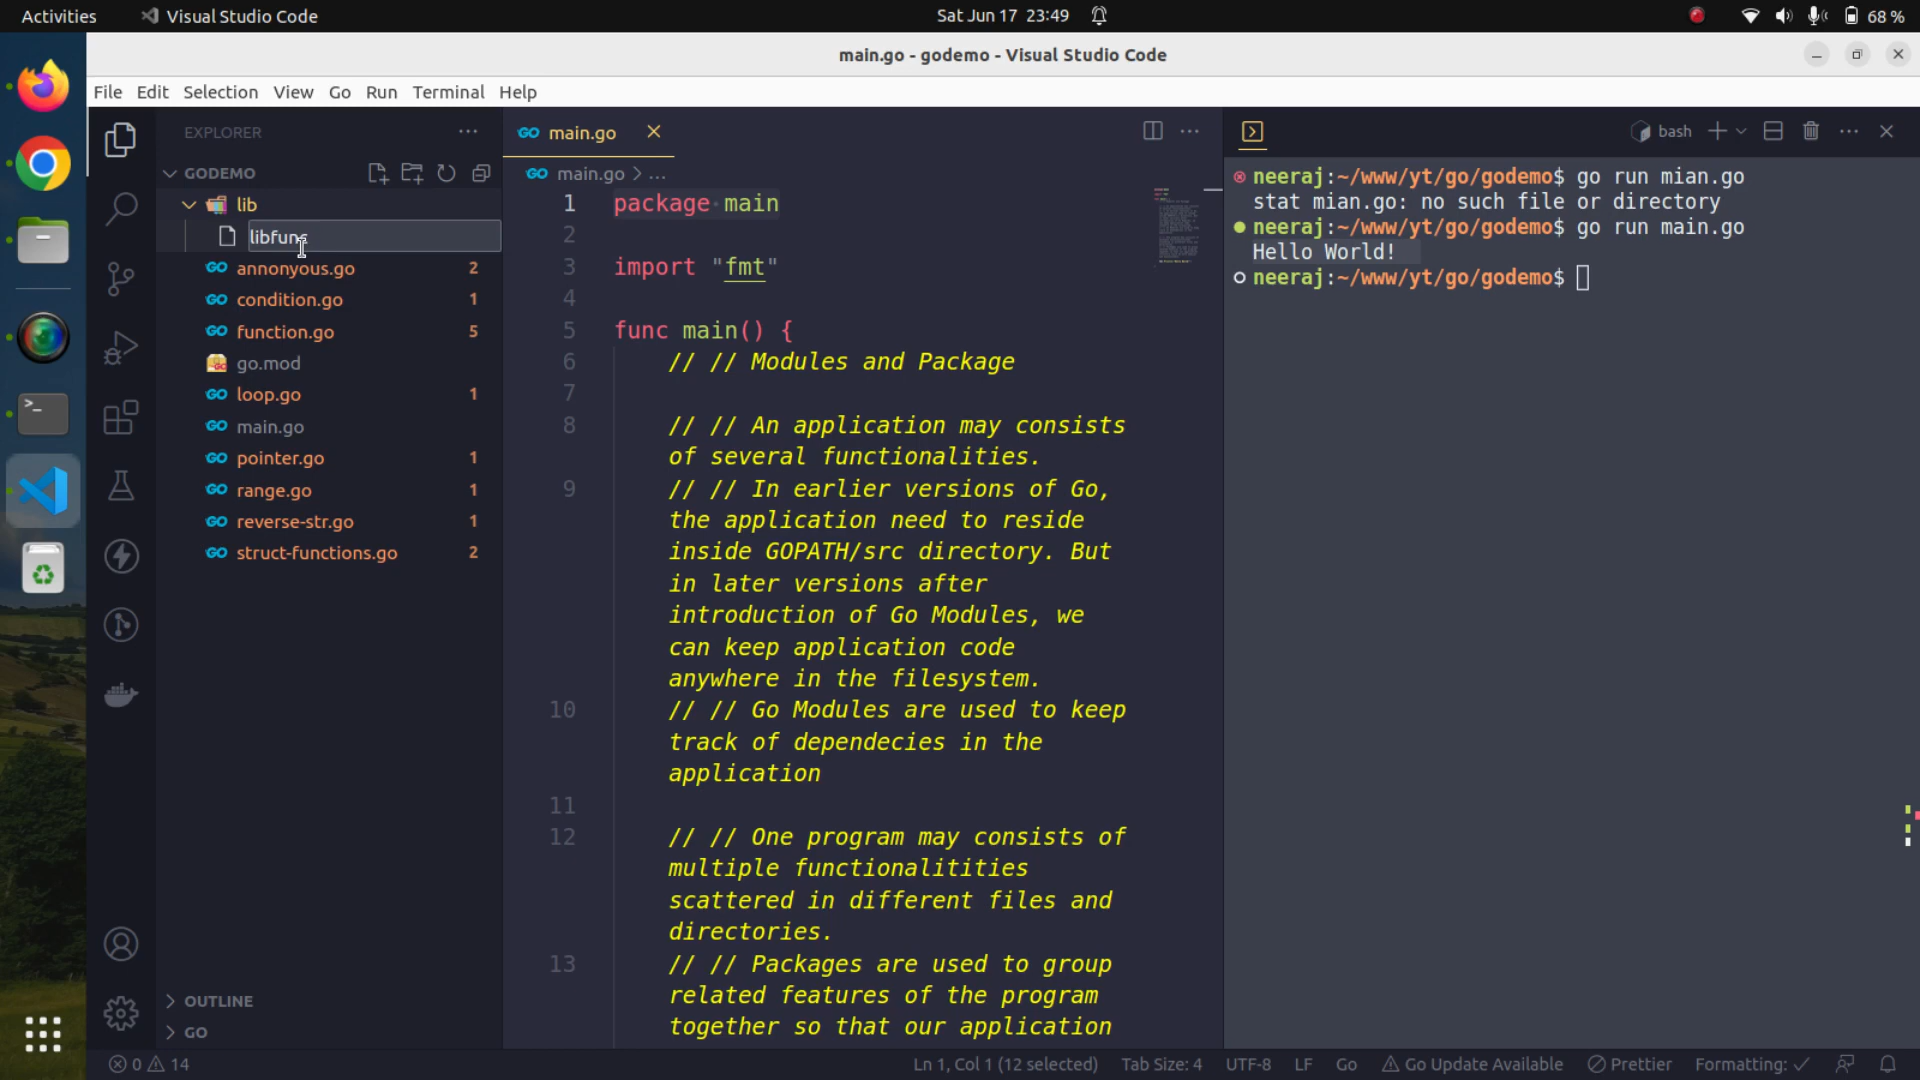 Activities
Visual Studio Code
Sat Jun 17 23:49
68 %
main.go - godemo - Visual Studio Code
File Edit Selection View Go Run Terminal Help
EXPLORER
GODEMO
lib
libfunc
annonyous.go 2
condition.go 1
function.go 5
go.mod
loop.go 1
main.go
pointer.go 1
range.go 1
reverse-str.go 1
struct-functions.go 2
OUTLINE
GO
main.go
main.go > ...
1 package main
2
3 import "fmt"
4
5 func main() {
6 // // Modules and Package
7
8 // // An application may consists
of several functionalities.
9 // // In earlier versions of Go,
the application need to reside
inside GOPATH/src directory. But
in later versions after
introduction of Go Modules, we
can keep application code
anywhere in the filesystem.
10 // // Go Modules are used to keep
track of dependecies in the
application
11
12 // // One program may consists of
multiple functionalitities
scattered in different files and
directories.
13 // // Packages are used to group
related features of the program
together so that our application
bash
neeraj:~/www/yt/go/godemo$ go run mian.go
stat mian.go: no such file or directory
neeraj:~/www/yt/go/godemo$ go run main.go
Hello World!
neeraj:~/www/yt/go/godemo$
0 14
Ln 1, Col 1 (12 selected) Tab Size: 4 UTF-8 LF Go Go Update Available Prettier Formatting: ✓